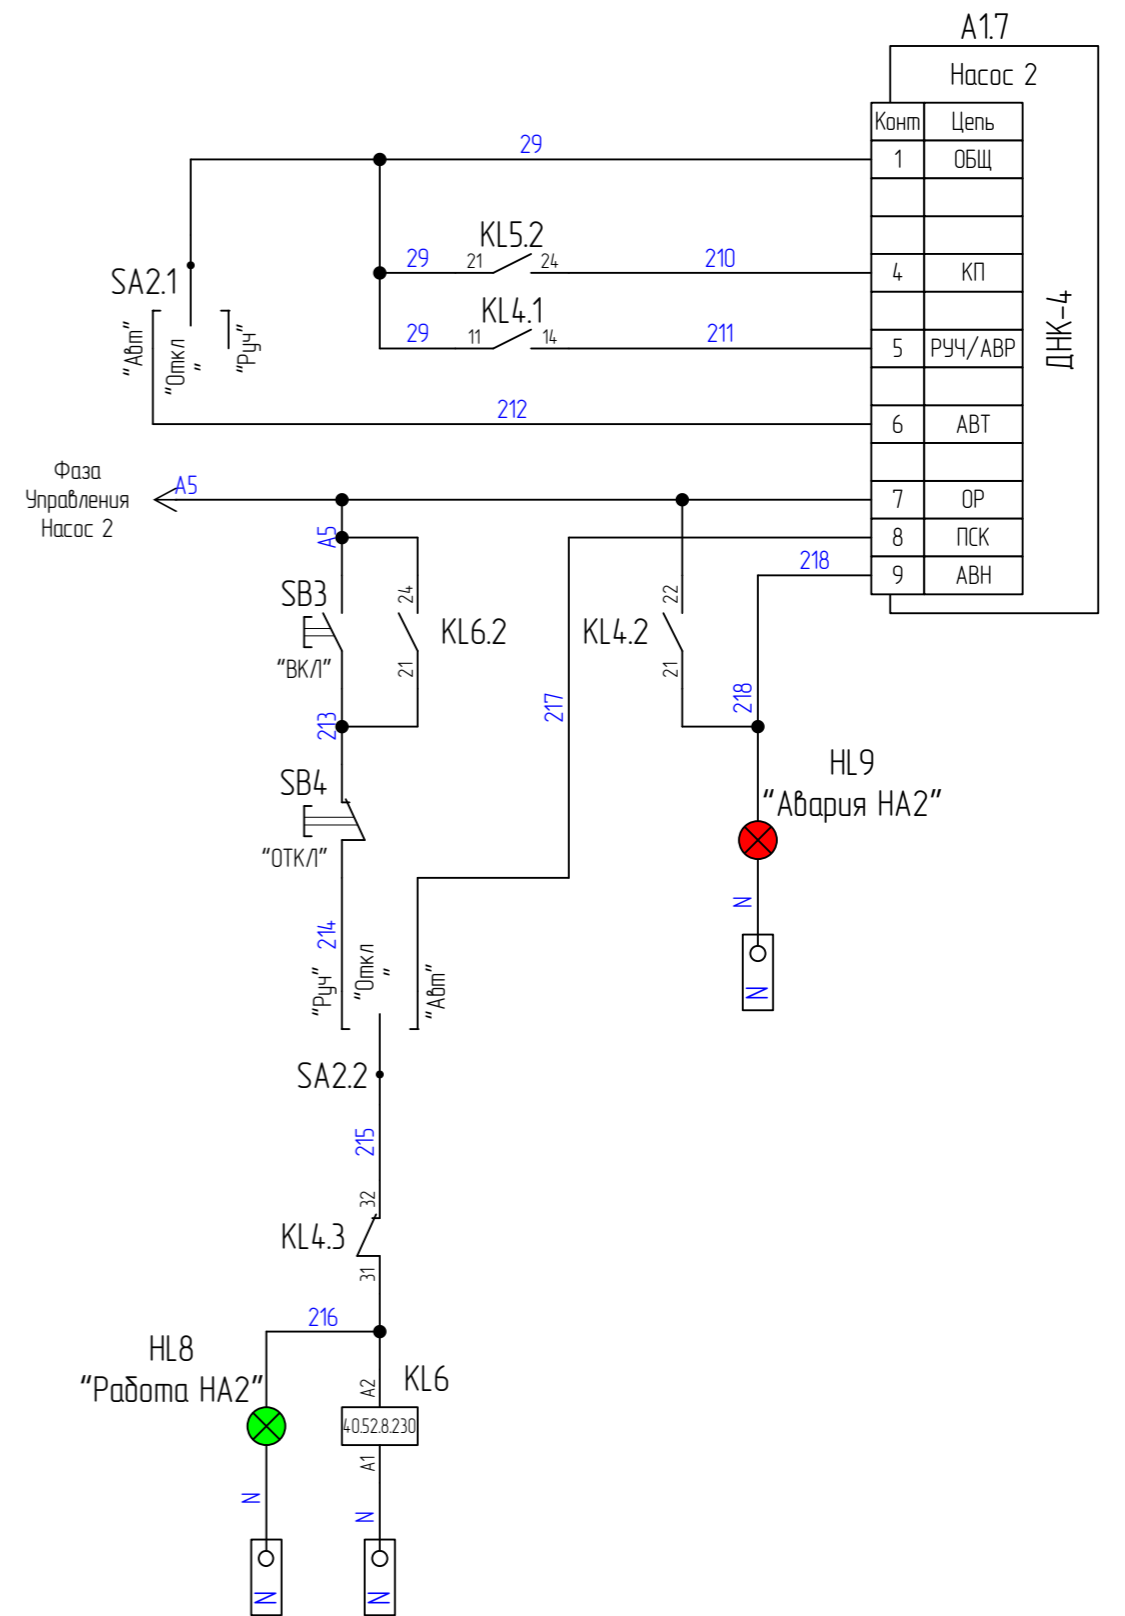 А1.7
Насос 2
Конт Цепь
1 ОБЩ
4 КП
5 РУЧ/АВР
6 АВТ
7 ОР
8 ПСК
9 АВН
ДНК-4
29
KL5.2
29 21 24 210
KL4.1
29 11 14 211
SA2.1
"Авт"
"Откл
"
"Руч"
212
Фаза
Управления
Насос 2
А5
А5
SB3
"ВКЛ"
24
KL6.2
21
22
KL4.2
21
218
218
217
213
SB4
"ОТКЛ"
HL9
"Авария НА2"
N
N
214
"Руч"
"Откл
"
"Авт"
SA2.2
215
32
KL4.3
31
216
HL8
"Работа НА2"
KL6
A2
40.52.8.230
A1
N
N
N
N